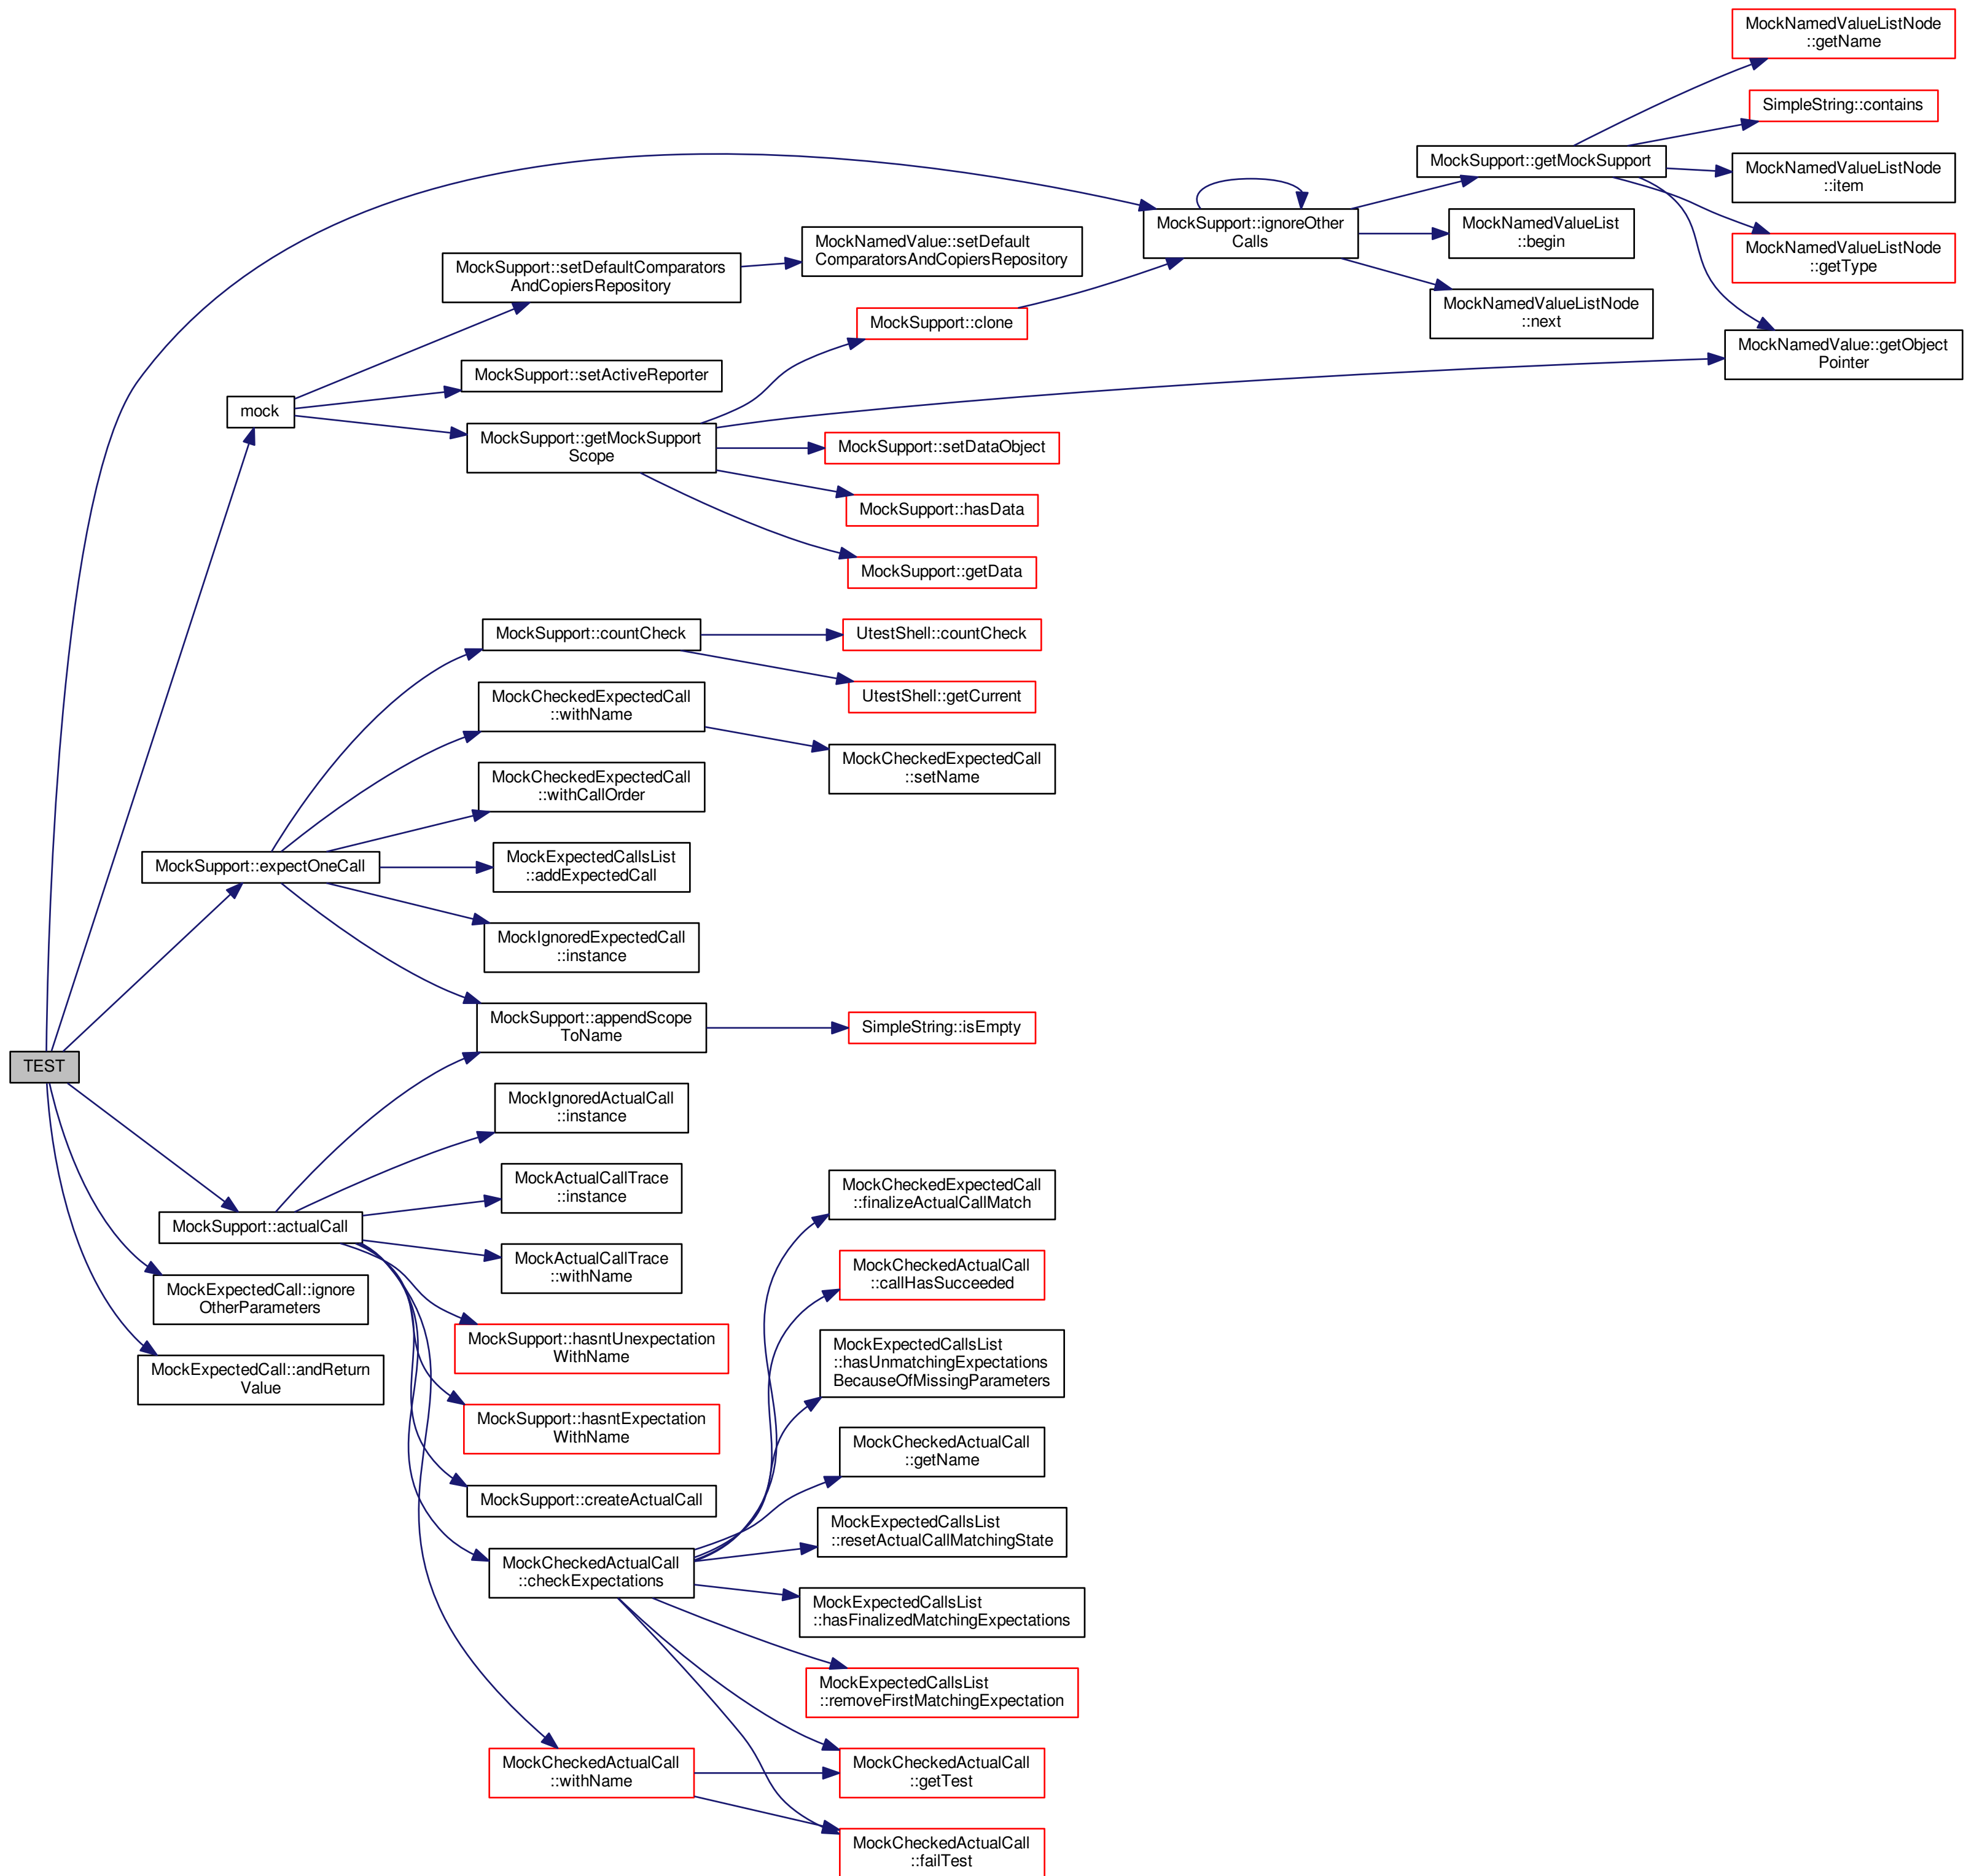 MockNamedValueListNode
::getName
SimpleString::contains
MockSupport::getMockSupport
MockNamedValueListNode
::item
MockSupport::ignoreOther
Calls
MockNamedValueList
::begin
MockNamedValueListNode
::getType
MockNamedValue::setDefault
ComparatorsAndCopiersRepository
MockSupport::setDefaultComparators
AndCopiersRepository
MockNamedValueListNode
::next
MockSupport::clone
MockNamedValue::getObject
Pointer
MockSupport::setActiveReporter
mock
MockSupport::getMockSupport
Scope
MockSupport::setDataObject
MockSupport::hasData
MockSupport::getData
MockSupport::countCheck
UtestShell::countCheck
UtestShell::getCurrent
MockCheckedExpectedCall
::withName
MockCheckedExpectedCall
::setName
MockCheckedExpectedCall
::withCallOrder
MockSupport::expectOneCall
MockExpectedCallsList
::addExpectedCall
MockIgnoredExpectedCall
::instance
MockSupport::appendScope
ToName
SimpleString::isEmpty
TEST
MockIgnoredActualCall
::instance
MockActualCallTrace
::instance
MockCheckedExpectedCall
::finalizeActualCallMatch
MockSupport::actualCall
MockActualCallTrace
::withName
MockCheckedActualCall
::callHasSucceeded
MockExpectedCall::ignore
OtherParameters
MockSupport::hasntUnexpectation
WithName
MockExpectedCallsList
::hasUnmatchingExpectations
BecauseOfMissingParameters
MockExpectedCall::andReturn
Value
MockSupport::hasntExpectation
WithName
MockCheckedActualCall
::getName
MockSupport::createActualCall
MockExpectedCallsList
::resetActualCallMatchingState
MockCheckedActualCall
::checkExpectations
MockExpectedCallsList
::hasFinalizedMatchingExpectations
MockExpectedCallsList
::removeFirstMatchingExpectation
MockCheckedActualCall
::withName
MockCheckedActualCall
::getTest
MockCheckedActualCall
::failTest